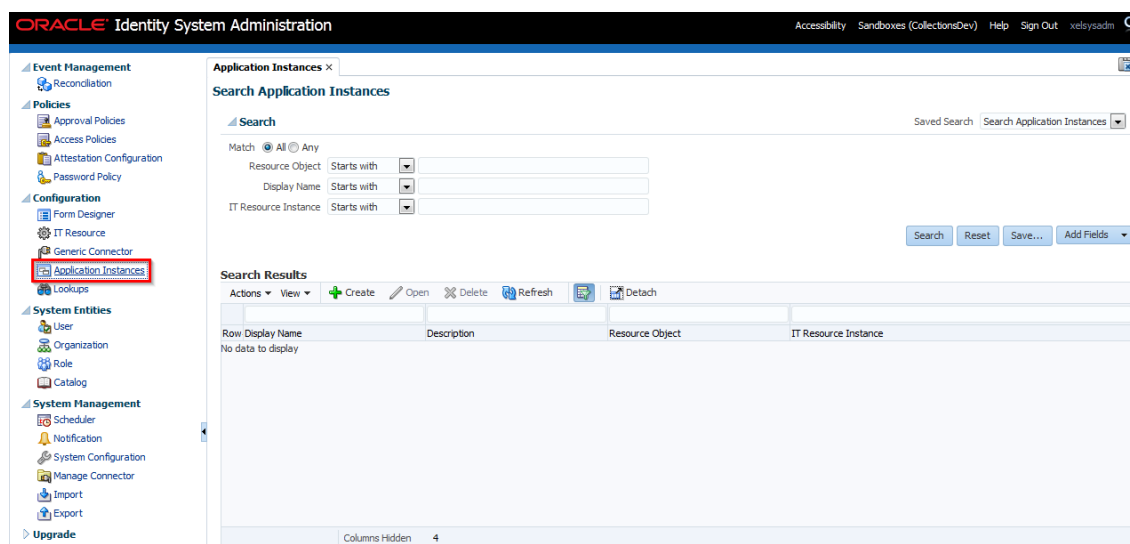 ORACLE Identity System Administration
Accessibility Sandboxes (CollectionsDev) Help Sign Out xelsysadm
Event Management
Reconciliation
Policies
Approval Policies
Access Policies
Attestation Configuration
Password Policy
Configuration
Form Designer
IT Resource
Generic Connector
Application Instances
Lookups
System Entities
User
Organization
Role
Catalog
System Management
Scheduler
Notification
System Configuration
Manage Connector
Import
Export
Upgrade
Application Instances ×
Search Application Instances
Search
Saved Search Search Application Instances
Match All Any
Resource Object Starts with
Display Name Starts with
IT Resource Instance Starts with
Search Reset Save... Add Fields
Search Results
Actions View Create Open Delete Refresh Detach
Row Display Name Description Resource Object IT Resource Instance
No data to display
Columns Hidden 4